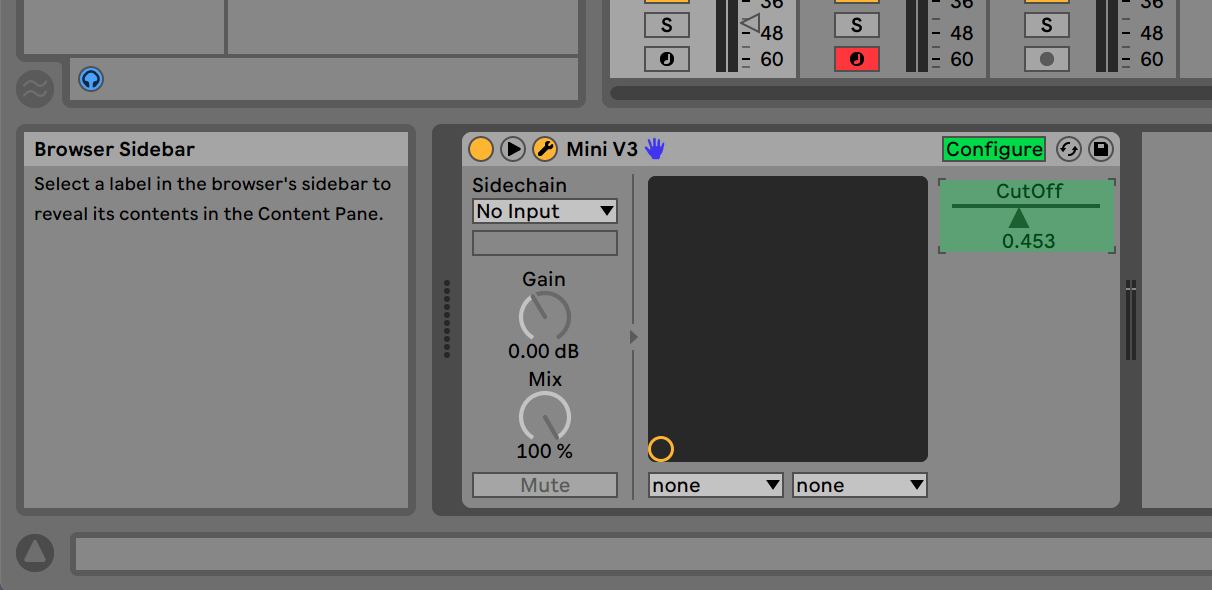 36
36
36
S
48
S
48
S
48
60
60
60
Browser Sidebar
Select a label in the browser's sidebar to
reveal its contents in the Content Pane.
Mini V3
Configure
Sidechain
No Input
Gain
0.00 dB
Mix
100 %
Mute
none
none
CutOff
0.453